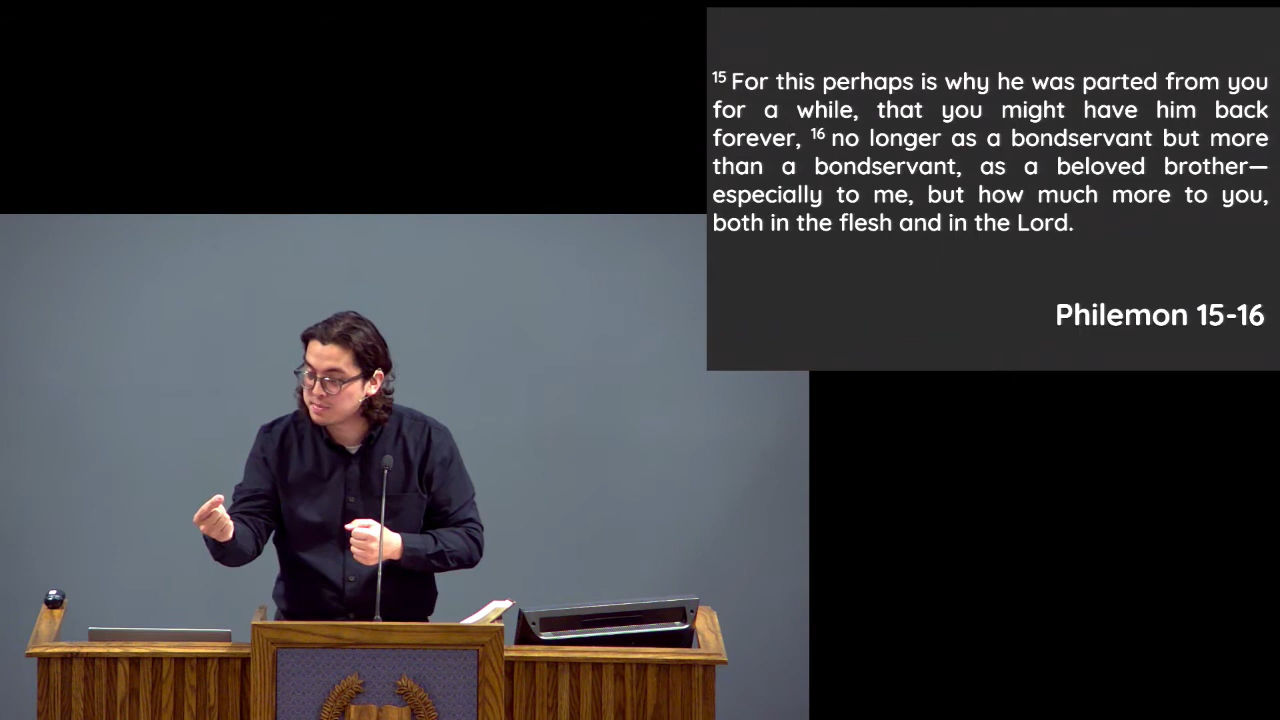 15 For this perhaps is why he was parted from you
for a while, that you might have him back
forever, 16 no longer as a bondservant but more
than a bondservant, as a beloved brother—
especially to me, but how much more to you,
both in the flesh and in the Lord.
Philemon 15-16